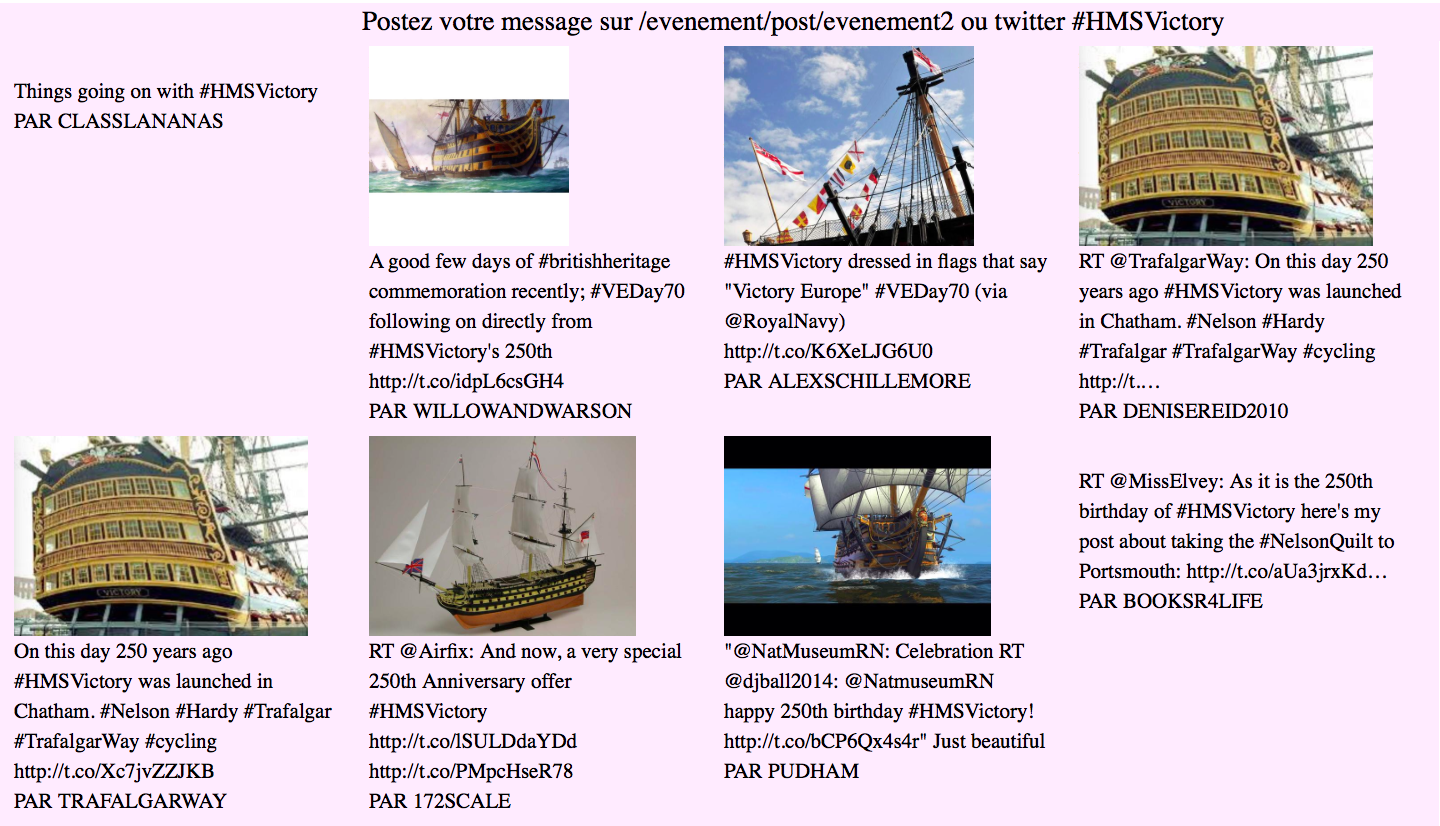 Postez votre message sur /evenement/post/evenement2 ou twitter #HMSVictory
Things going on with #HMSVictory
PAR CLASSLANANAS
A good few days of #britishheritage
commemoration recently; #VEDay70
following on directly from
#HMSVictory's 250th
http://t.co/idpL6csGH4
PAR WILLOWANDWARSON
#HMSVictory dressed in flags that say
"Victory Europe" #VEDay70 (via
@RoyalNavy)
http://t.co/K6XeLJG6U0
PAR ALEXSCHILLEMORE
VICTORY
RT @TrafalgarWay: On this day 250
years ago #HMSVictory was launched
in Chatham. #Nelson #Hardy
#Trafalgar #TrafalgarWay #cycling
http://t.…
PAR DENISEREID2010
VICTORY
On this day 250 years ago
#HMSVictory was launched in
Chatham. #Nelson #Hardy #Trafalgar
#TrafalgarWay #cycling
http://t.co/Xc7jvZZJKB
PAR TRAFALGARWAY
RT @Airfix: And now, a very special
250th Anniversary offer
#HMSVictory
http://t.co/lSULDdaYDd
http://t.co/PMpcHseR78
PAR 172SCALE
"@NatMuseumRN: Celebration RT
@djball2014: @NatmuseumRN
happy 250th birthday #HMSVictory!
http://t.co/bCP6Qx4s4r" Just beautiful
PAR PUDHAM
RT @MissElvey: As it is the 250th
birthday of #HMSVictory here's my
post about taking the #NelsonQuilt to
Portsmouth: http://t.co/aUa3jrxKd…
PAR BOOKSR4LIFE